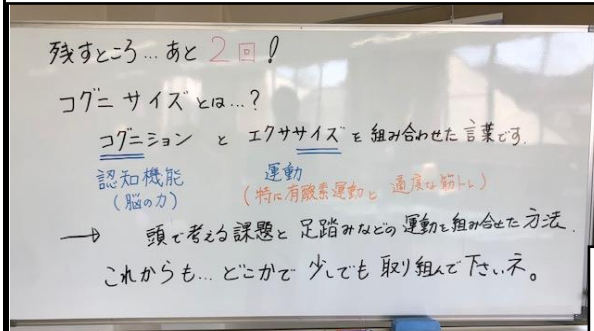 残すところ…あと 2回!
コグニサイズとは…?
コグニション と エクササイズ を 組み合わせた 言葉です.
認知機能 運動
(脳の力) (特に有酸素運動と 適度な筋トレ)
→ 頭で考える課題と 足踏みなどの 運動を組み合せた 方法.
これからも… どこかで 少しでも 取り組んで 下さいネ。